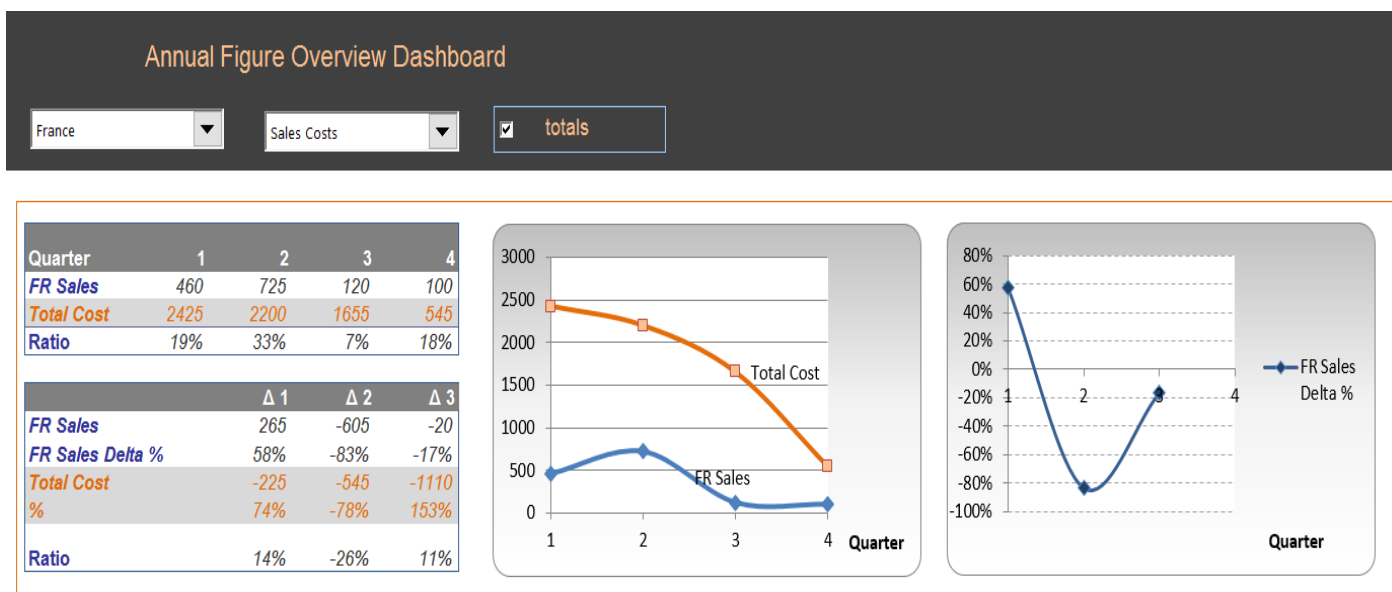 Annual Figure Overview Dashboard
France
Sales Costs
totals
Quarter 1 2 3 4
FR Sales 460 725 120 100
Total Cost 2425 2200 1655 545
Ratio 19% 33% 7% 18%
Δ 1 Δ 2 Δ 3
FR Sales 265 -605 -20
FR Sales Delta % 58% -83% -17%
Total Cost -225 -545 -1110
% 74% -78% 153%
Ratio 14% -26% 11%
3000
2500
2000
1500
1000
500
0
Total Cost
FR Sales
1 2 3 4 Quarter
80%
60%
40%
20%
0%
-20%
-40%
-60%
-80%
-100%
1 2 3 4
FR Sales
Delta %
Quarter